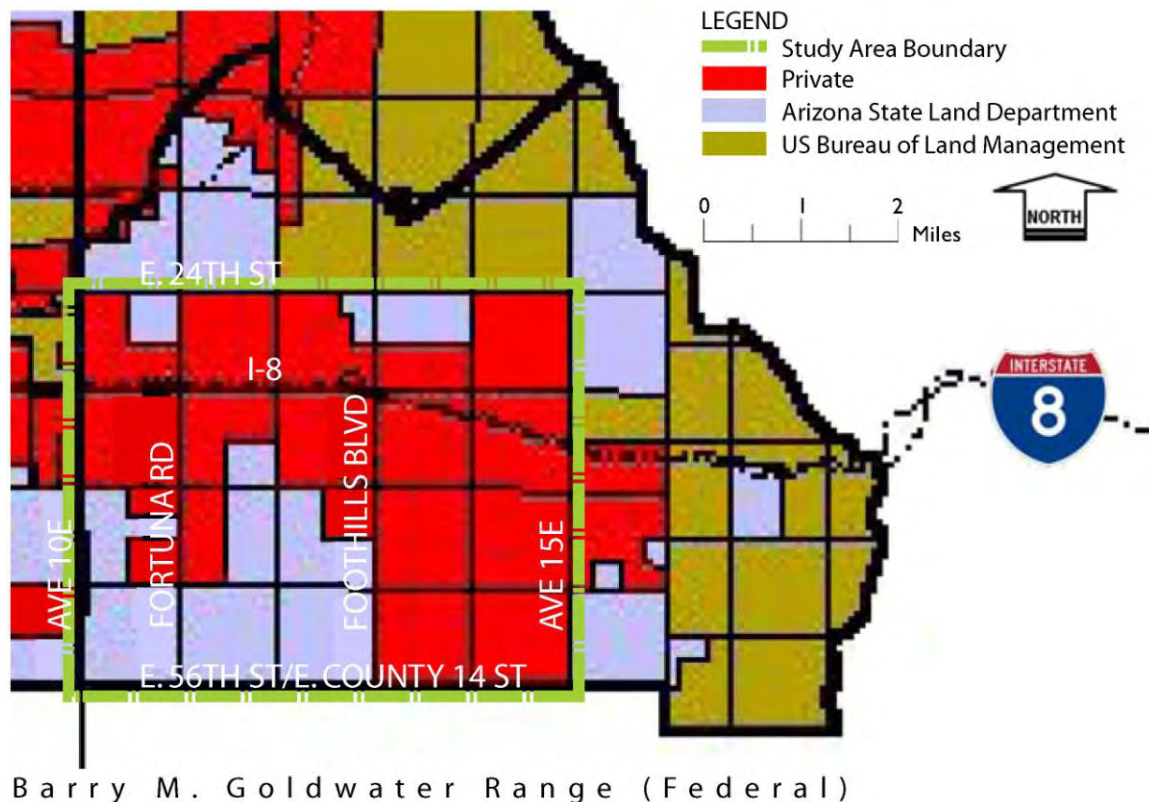 LEGEND
Study Area Boundary
Private
Arizona State Land Department
US Bureau of Land Management
0 1 2
Miles
NORTH
E. 24TH ST
I-8
INTERSTATE
8
AVE 10E
FORTUNA RD
FOOTHILLS BLVD
AVE 15E
E. 56TH ST/E. COUNTY 14 ST
Barry M. Goldwater Range (Federal)